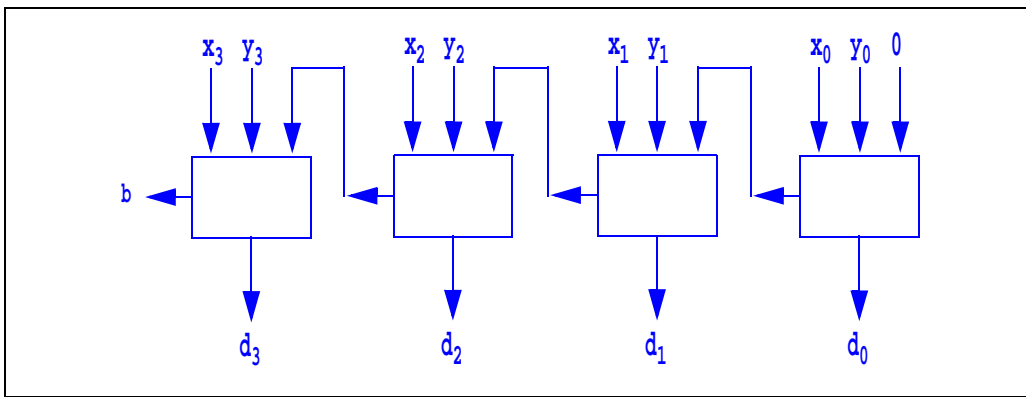 x₃ y₃ x₂ y₂ x₁ y₁ x₀ y₀ 0
b
d₃ d₂ d₁ d₀